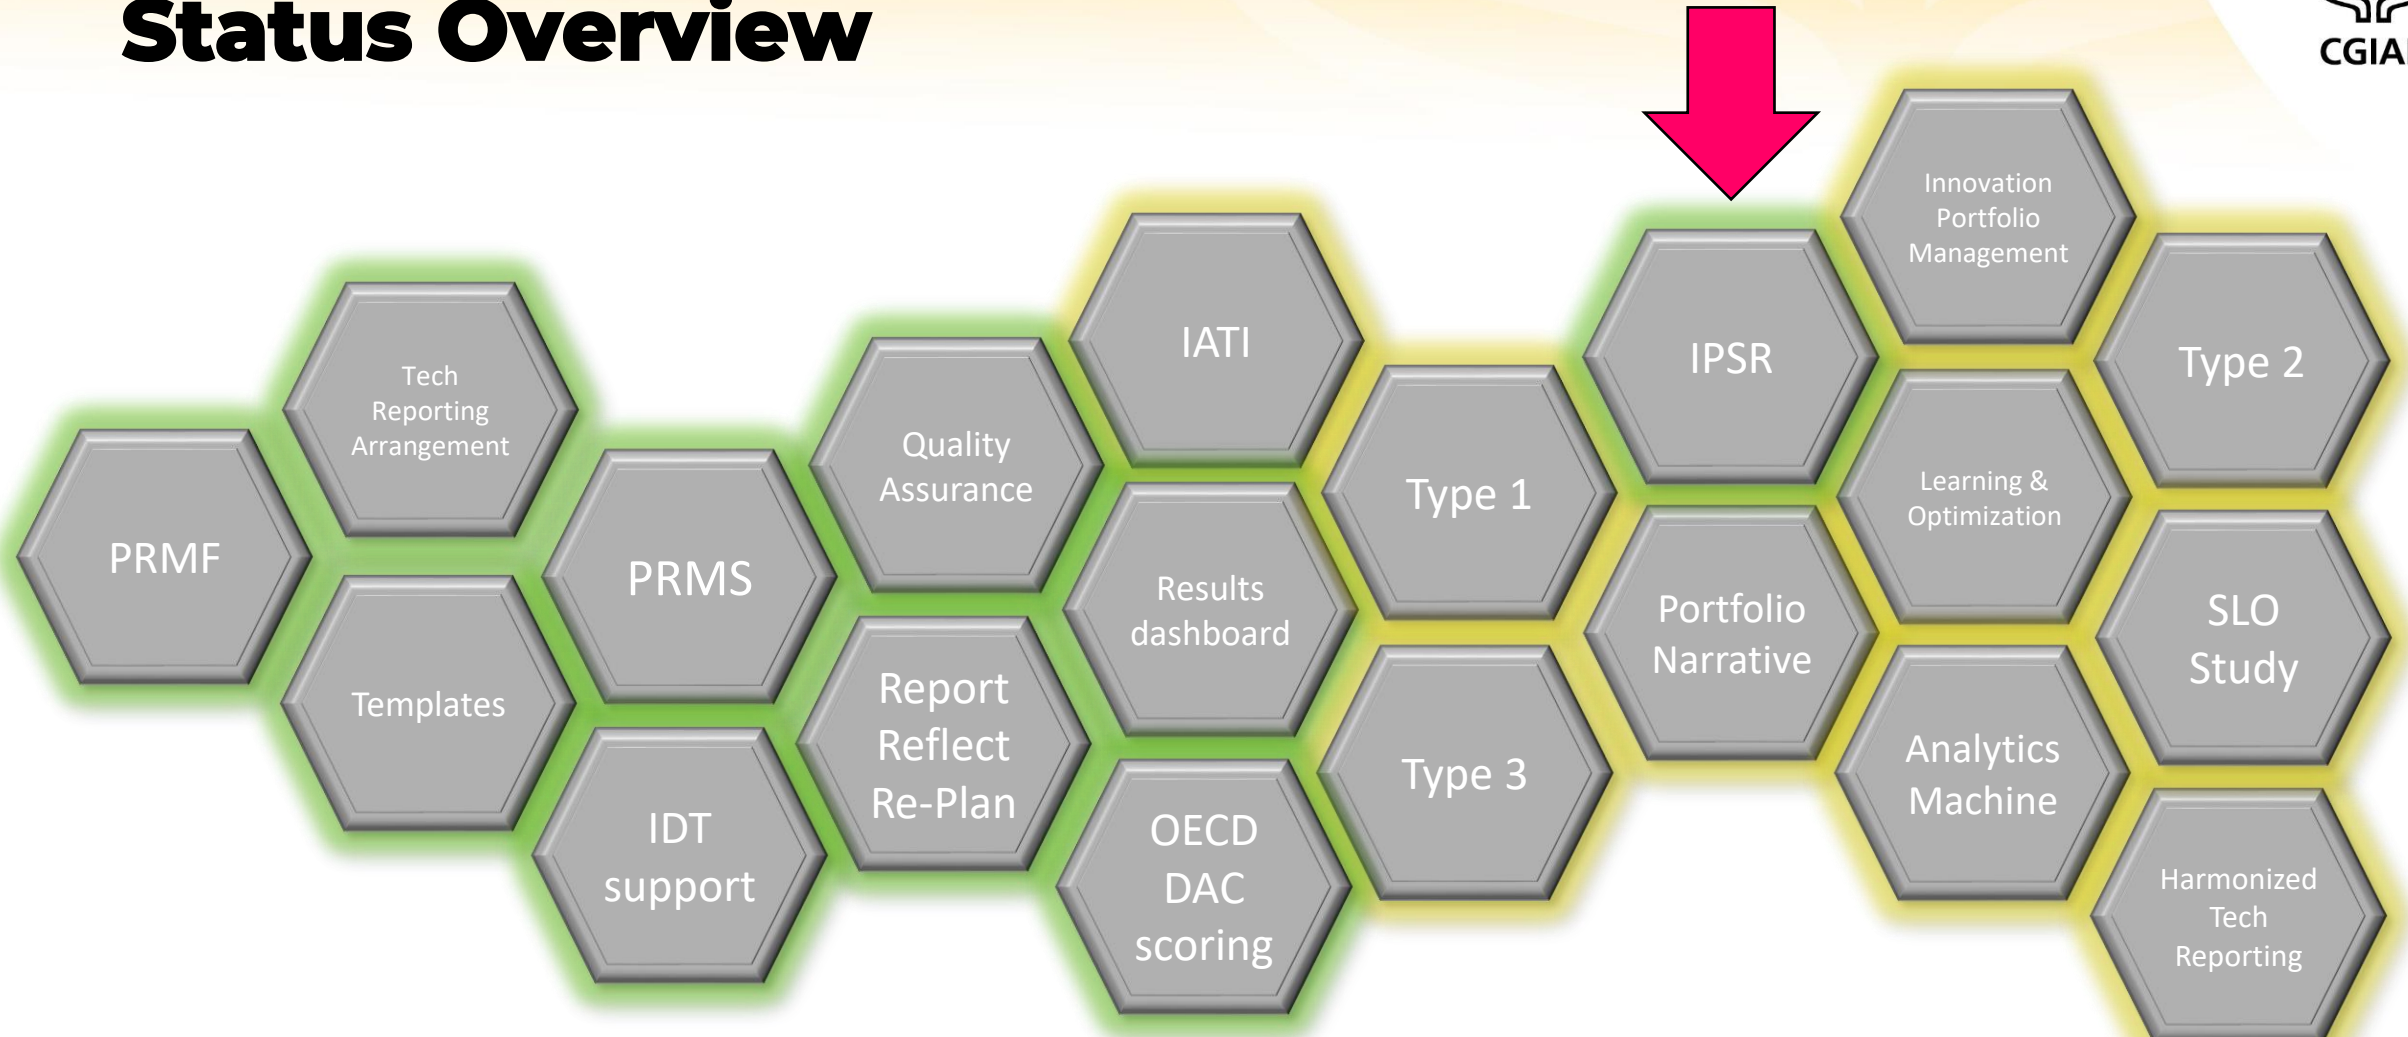 Status Overview
CGIA
PRMF
Tech
Reporting
Arrangement
Templates
PRMS
IDT
support
Quality
Assurance
Report
Reflect
Re-Plan
IATI
Results
dashboard
OECD
DAC
scoring
Type 1
Type 3
IPSR
Portfolio
Narrative
Innovation
Portfolio
Management
Learning &
Optimization
Analytics
Machine
Type 2
SLO
Study
Harmonized
Tech
Reporting